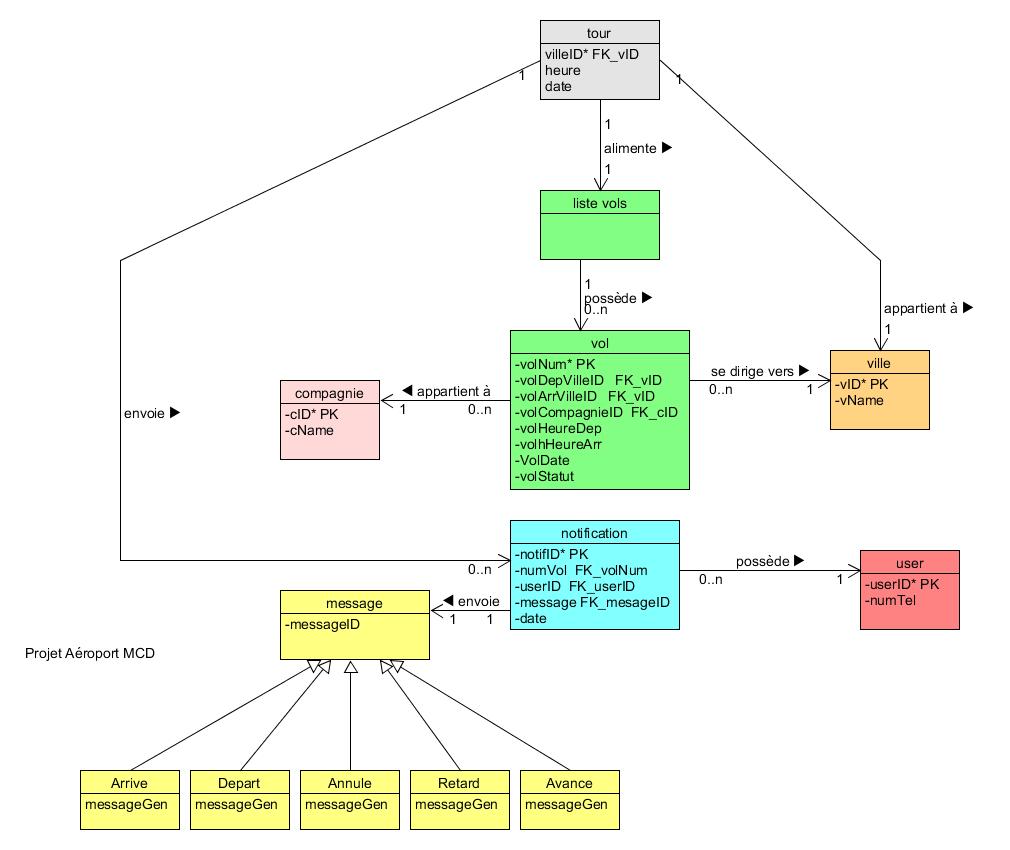 tour
villeID* FK_vID
heure
date
1
1
1
alimente ▶
1
liste vols
1
possède ▶
0..n
appartient à ▶
1
vol
-volNum* PK
-volDepVilleID FK_vID
-volArrVilleID FK_vID
-volCompagnieID FK_cID
-volHeureDep
-volhHeureArr
-VolDate
-volStatut
ville
-vID* PK
-vName
se dirige vers ▶
0..n 1
compagnie
-cID* PK
-cName
◀ appartient à
1 0..n
envoie ▶
0..n
notification
-notifID* PK
-numVol FK_volNum
-userID FK_userID
-message FK_mesageID
-date
possède ▶
0..n 1
user
-userID* PK
-numTel
◀ envoie
1 1
message
-messageID
Projet Aéroport MCD
Arrive
messageGen
Depart
messageGen
Annule
messageGen
Retard
messageGen
Avance
messageGen